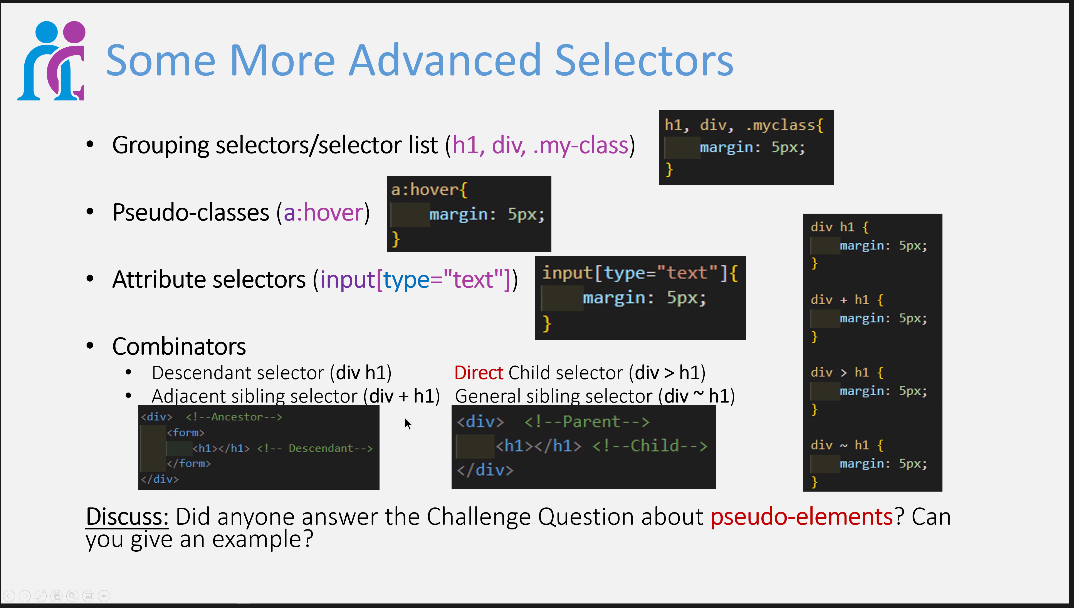 Some More Advanced Selectors
• Grouping selectors/selector list (h1, div, .my-class)
h1, div, .myclass{
margin: 5px;
}
• Pseudo-classes (a:hover)
a:hover{
margin: 5px;
}
• Attribute selectors (input[type="text"])
input[type="text"]{
margin: 5px;
}
• Combinators
• Descendant selector (div h1) Direct Child selector (div > h1)
• Adjacent sibling selector (div + h1) General sibling selector (div ~ h1)
<div> <!--Ancestor-->
<form>
<h1></h1> <!-- Descendant-->
</form>
</div>
<div> <!--Parent-->
<h1></h1> <!--Child-->
</div>
div h1 {
margin: 5px;
}
div + h1 {
margin: 5px;
}
div > h1 {
margin: 5px;
}
div ~ h1 {
margin: 5px;
}
Discuss: Did anyone answer the Challenge Question about pseudo-elements? Can
you give an example?